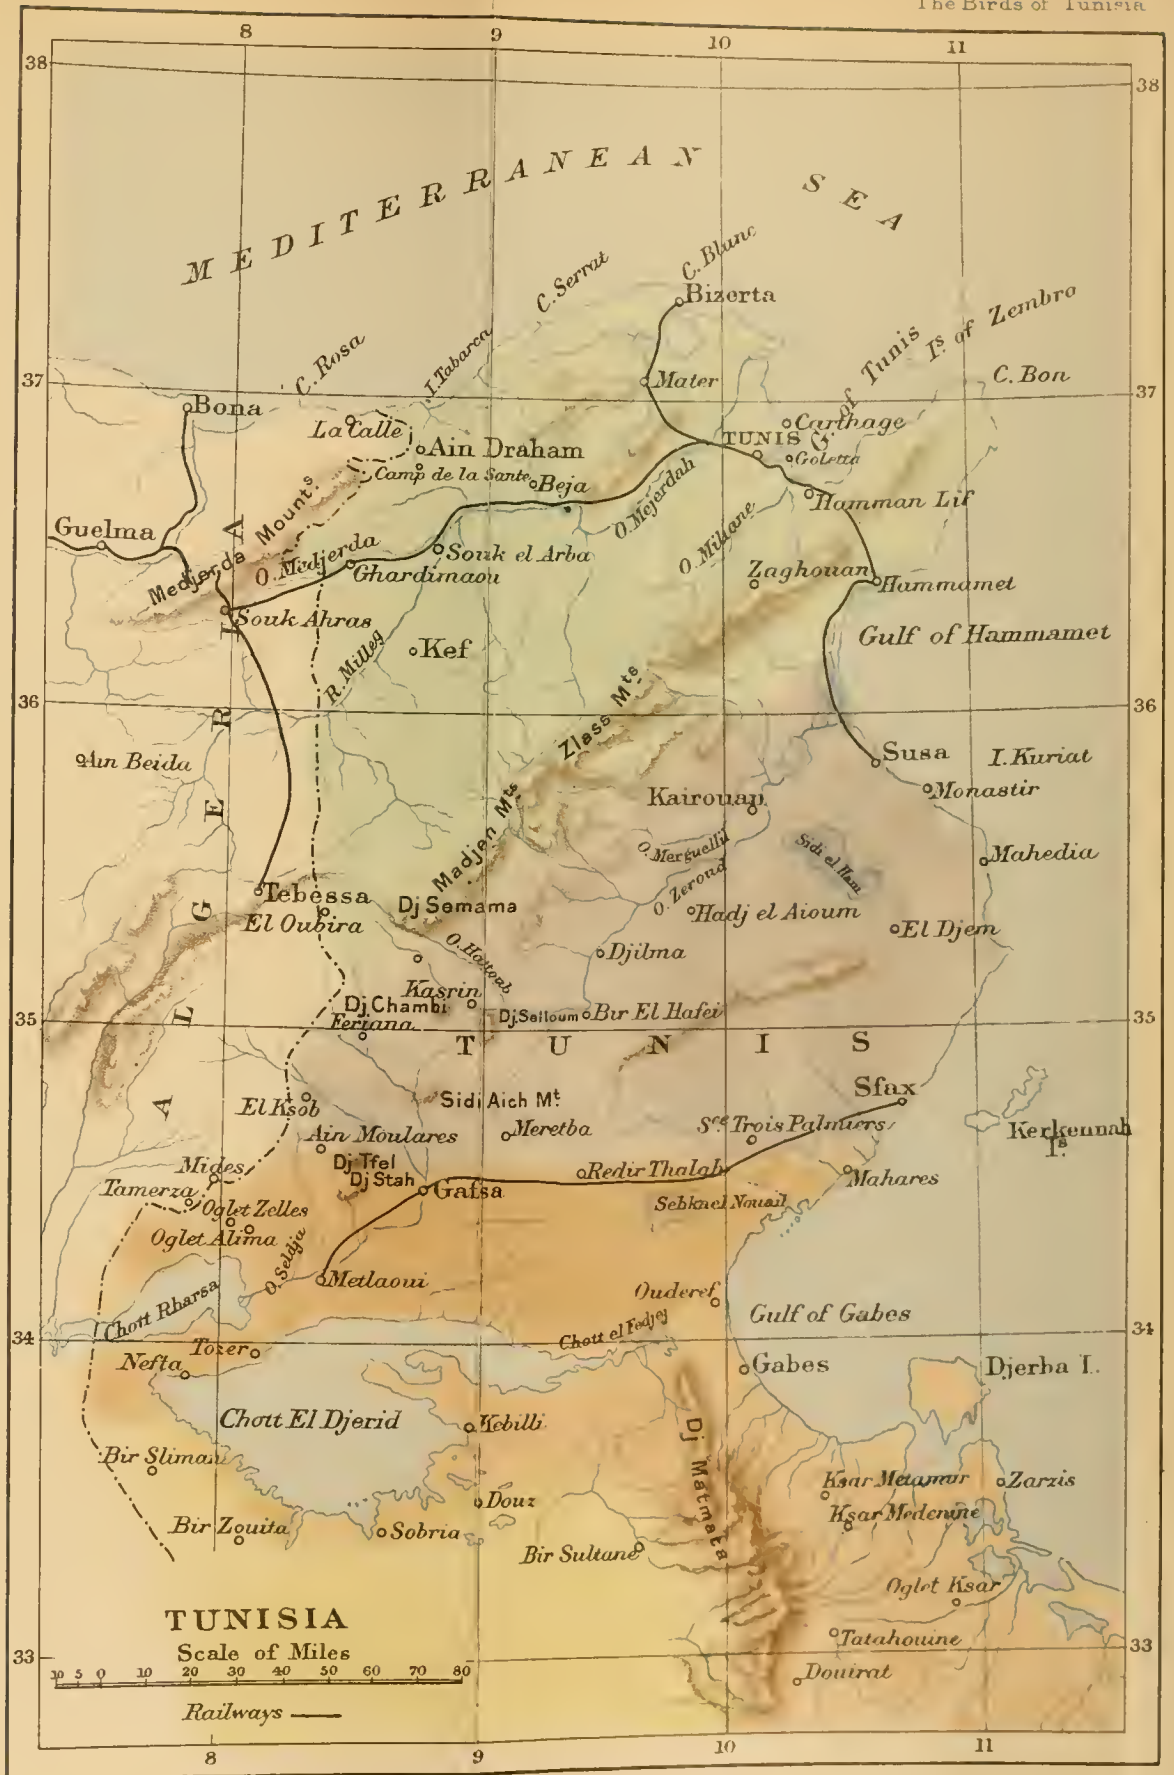 The Birds of Tunisia
8 9 10 11
38 38
MEDITERRANEAN SEA
C. Blanc
C. Serrat
Bizerta
Is. of Zembro
G. of Tunis
C. Rosa
I. Tabarca
37 37
Mater
C. Bon
Bona
La Calle
Carthage
TUNIS
Ain Draham
Goletta
Camp de la Sante
Beja
Hamman Lif
O. Mejerdah
O. Miliane
Guelma
Medjerda Mounts
O. Medjerda
Souk el Arba
Ghardimaou
Zaghouan
Hammamet
Souk Ahras
Gulf of Hammamet
R. Milleg
Kef
36 36
Zlass Mts
Ain Beida
Susa
I. Kuriat
Monastir
Kairouan
Madjen Mts
O. Merguellil
Sidi el Hani
Mahedia
O. Zeroud
Tebessa
Dj Semama
Hadj el Aioum
El Oubira
El Djem
O. Hattoab
Djilma
Kasrin
Dj. Chambi
Dj. Salloum
Bir El Hafei
35 35
Feriana
ALGERIA
TUNIS
Sfax
El Ksob
Sidi Aich Mt.
Meretba
Sce Trois Palmiers
Kerkennah Is.
Ain Moulares
Mides
Dj Tfel
Dj Stah
Redir Thalab
Mahares
Tamerza
Gafsa
Oglet Zelles
Sebknel Nouail
Oglet Alima
O. Seldja
Metlaoui
Ouderef
Chott Rharsa
Gulf of Gabes
34 34
Chott el Fedjej
Tozer
Nefta
Gabes
Djerba I.
Chott El Djerid
Kebilli
Dj Matmata
Bir Sliman
Ksar Metamur
Zarzis
Douz
Ksar Medenine
Bir Zouita
Sobria
Bir Sultane
Oglet Ksar
TUNISIA
Tatahouine
Scale of Miles
33 33
10 5 0 10 20 30 40 50 60 70 80
Douirat
Railways
8 9 10 11